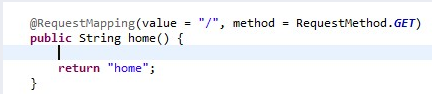 @RequestMapping(value = "/", method = RequestMethod.GET)
public String home() {
return "home";
}